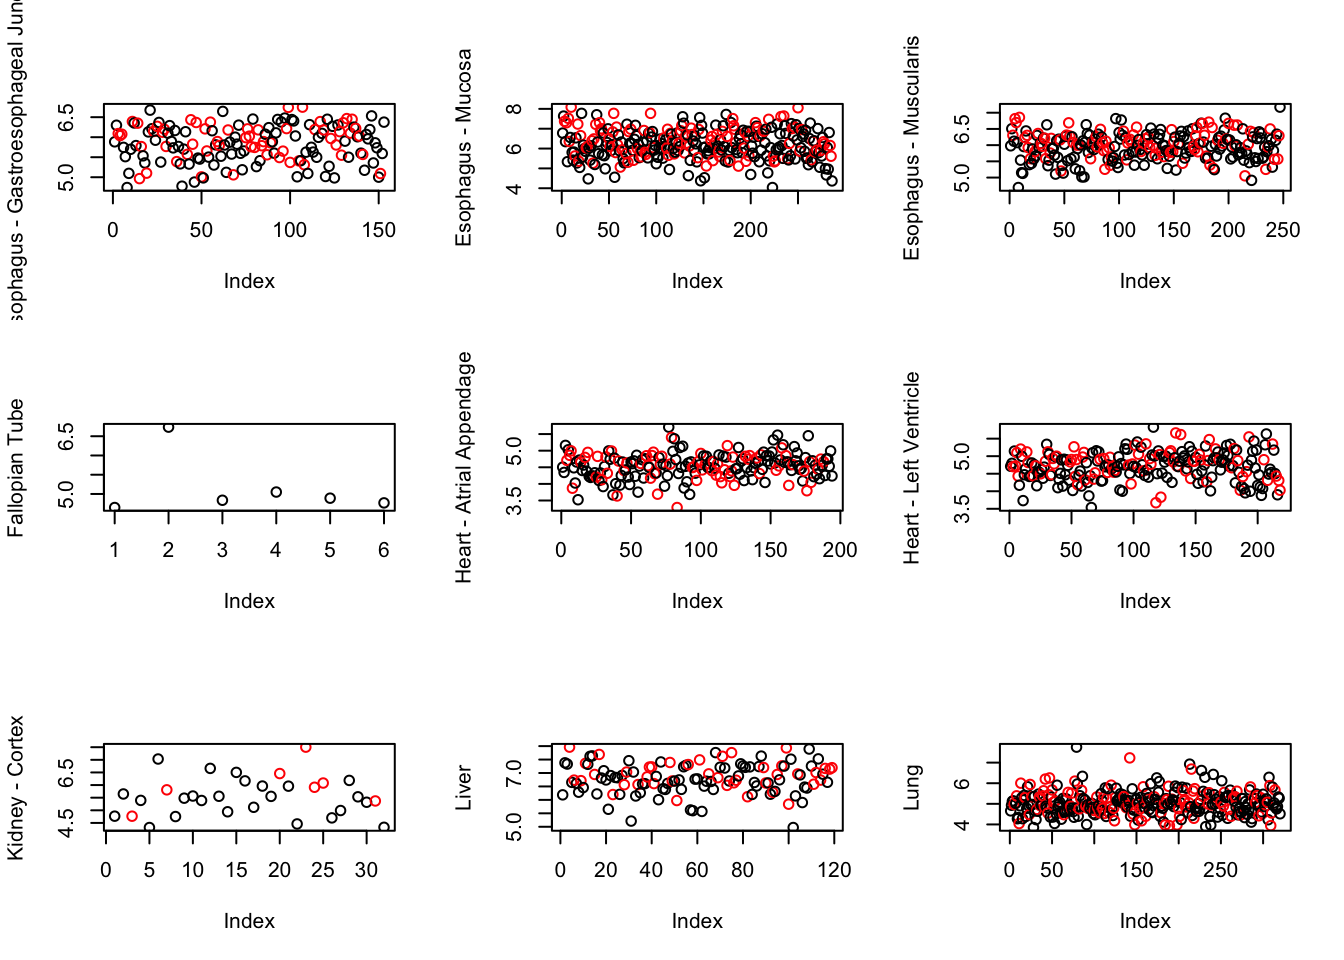 sophagus - Gastroesophageal Junc
6.5
5.0
0 50 100 150
Index
Esophagus - Mucosa
8
6
4
0 50 100 200
Index
Esophagus - Muscularis
6.5
5.0
0 50 100 150 200 250
Index
Fallopian Tube
6.5
5.0
1 2 3 4 5 6
Index
Heart - Atrial Appendage
5.0
3.5
0 50 100 150 200
Index
Heart - Left Ventricle
5.0
3.5
0 50 100 150 200
Index
Kidney - Cortex
6.5
4.5
0 5 10 15 20 25 30
Index
Liver
7.0
5.0
0 20 40 60 80 120
Index
Lung
6
4
0 50 150 250
Index